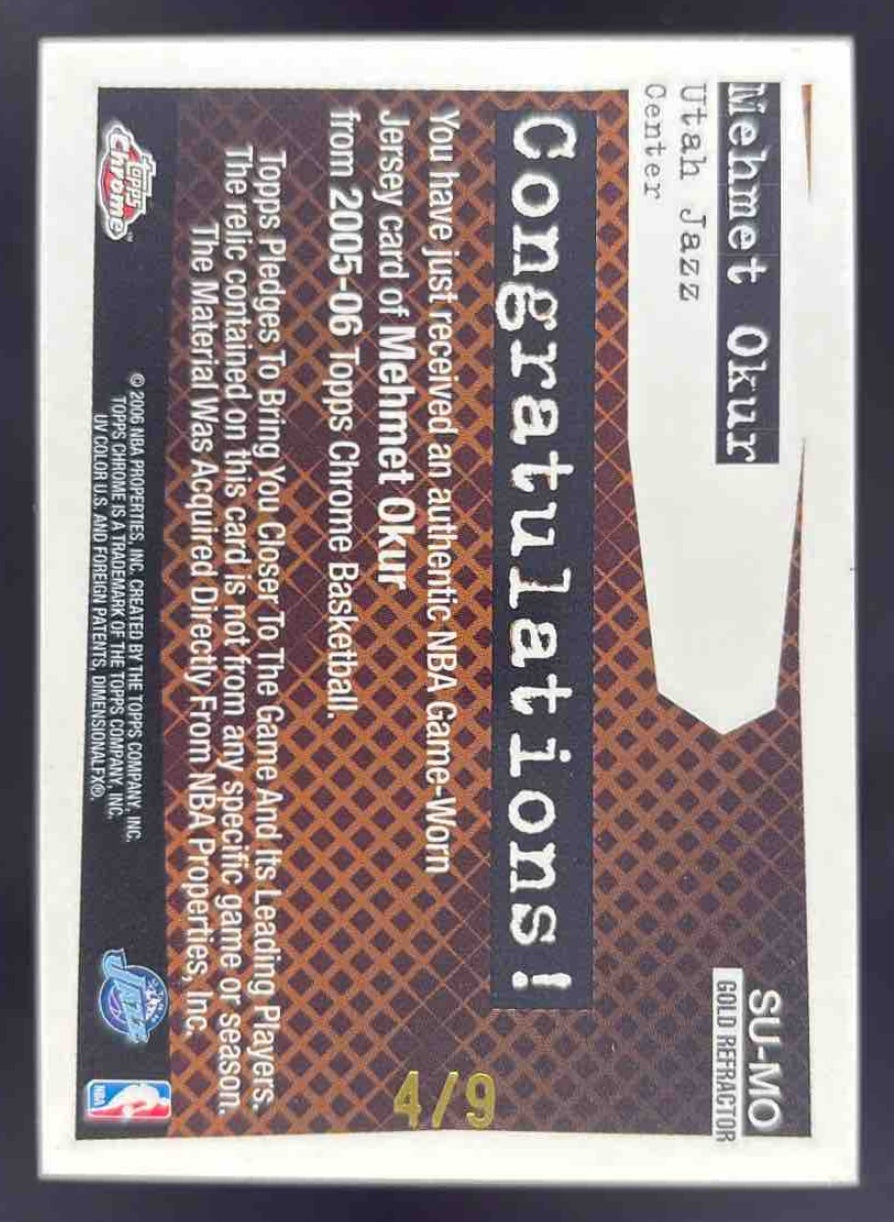 Mehmet Okur
Utah Jazz
Center
SU-MO
GOLD REFRACTOR
Congratulations!
You have just received an authentic NBA Game-Worn
Jersey card of Mehmet Okur
from 2005-06 Topps Chrome Basketball.
4/9
Topps Pledges To Bring You Closer To The Game And Its Leading Players.
The relic contained on this card is not from any specific game or season.
The Material Was Acquired Directly From NBA Properties, Inc.
topps
Chrome™
© 2006 NBA PROPERTIES, INC. CREATED BY THE TOPPS COMPANY, INC.
TOPPS CHROME IS A TRADEMARK OF THE TOPPS COMPANY, INC.
UV COLOR U.S. AND FOREIGN PATENTS, DIMENSIONALFX®.
JAZZ
NBA